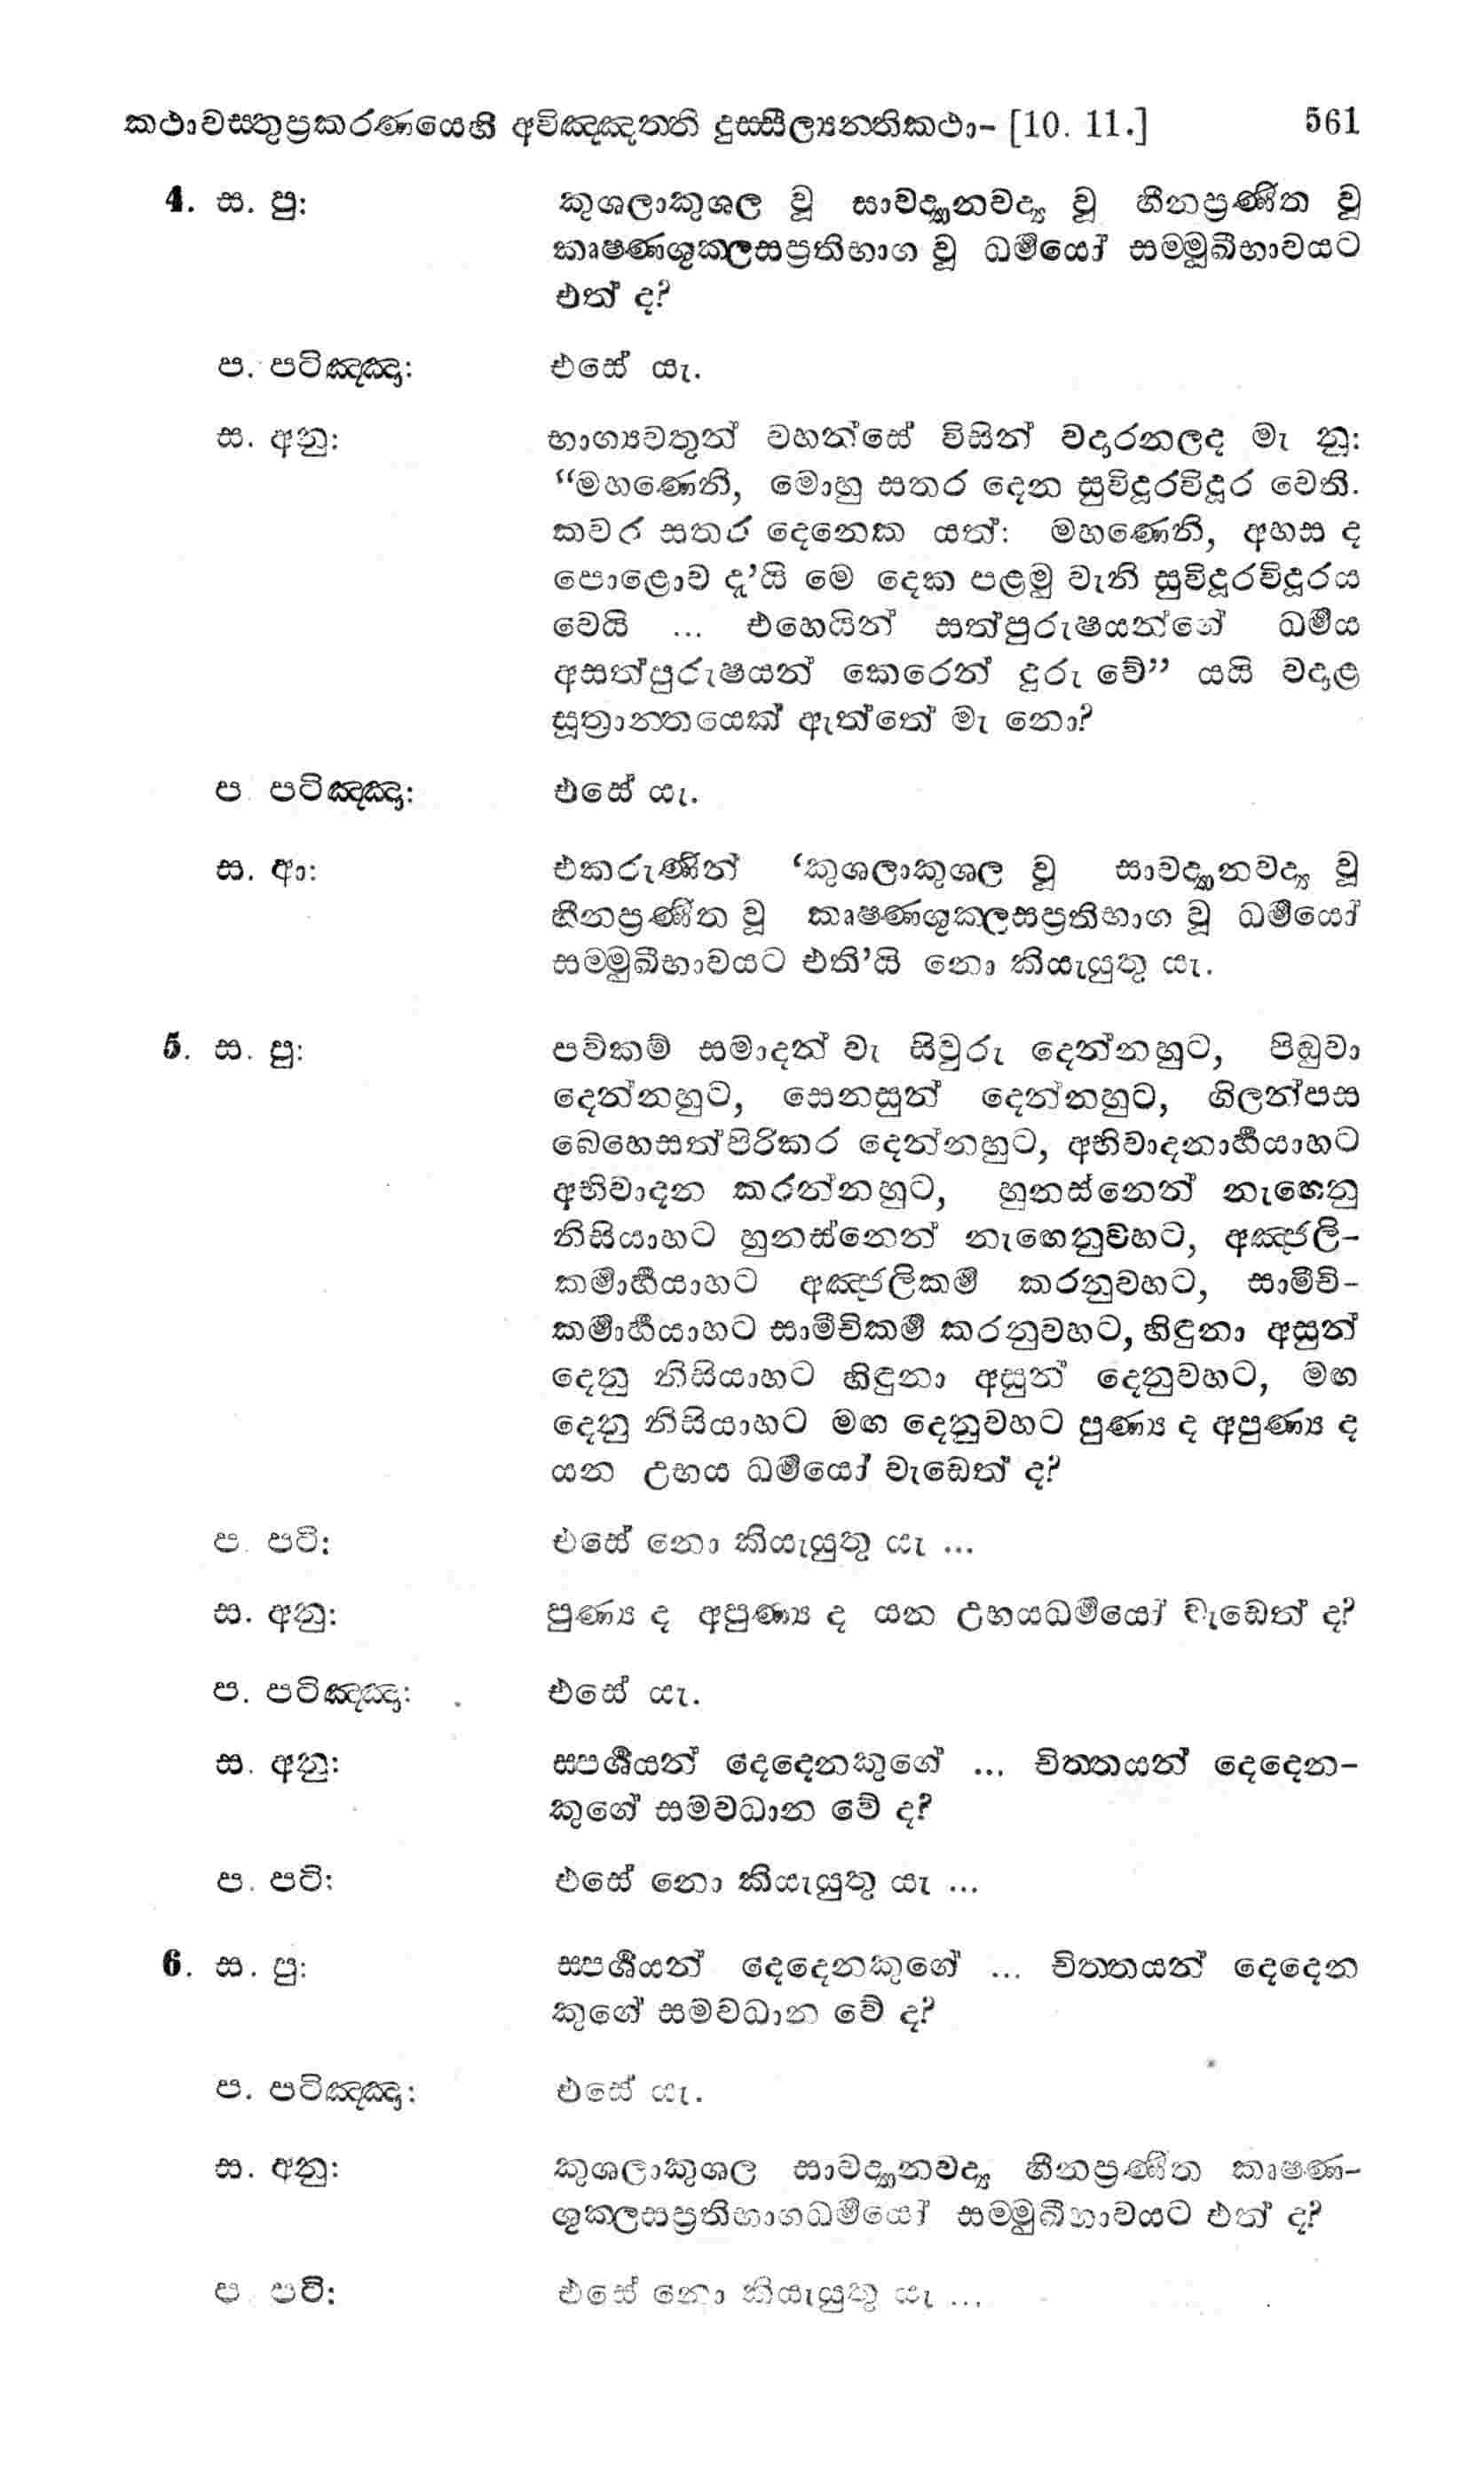 කථාවස්තුප්‍රකරණයෙහි අවිඤ්ඤත්ති දුස්සීල්‍යන්තිකථා- [10. 11.] 561
4. ස. පු: කුශලාකුශල වූ සාවද්‍යානවද්‍ය වූ හීනප්‍රණීත වූ
කෘෂ්ණශුක්ලසප්‍රතිභාග වූ ධර්මයෝ සම්මුඛීභාවයට
එත් ද?
ප. පටිඤ්ඤා: එසේ යැ.
ස. අනු: භාග්‍යවතුන් වහන්සේ විසින් වදාරනලද මැ නු:
“මහණෙනි, මොහු සතර දෙන සුවිදූරවිදූර වෙති.
කවර සතර දෙනෙක යත්: මහණෙනි, අහස ද
පොළොව දැ’යි මෙ දෙක පළමු වැනි සුවිදූරවිදූරය
වෙයි ... එහෙයින් සත්පුරුෂයන්ගේ ධර්මය
අසත්පුරුෂයන් කෙරෙන් දුරු වේ” යයි වදාළ
සූත්‍රාන්තයෙක් ඇත්තේ මැ නො?
ප. පටිඤ්ඤා: එසේ යැ.
ස. ආ: එකරුණින් ‘කුශලාකුශල වූ සාවද්‍යානවද්‍ය වූ
හීනප්‍රණීත වූ කෘෂ්ණශුක්ලසප්‍රතිභාග වූ ධර්මයෝ
සම්මුඛීභාවයට එති’යි නො කියැයුතු යැ.
5. ස. පු: පව්කම් සමාදන් වැ සිවුරු දෙන්නහුට, පිඬුවා
දෙන්නහුට, සෙනසුන් දෙන්නහුට, ගිලන්පස
බෙහෙසත්පිරිකර දෙන්නහුට, අභිවාදනාර්හයාහට
අභිවාදන කරන්නහුට, හුනස්නෙන් නැඟෙනු
නිසියාහට හුනස්නෙන් නැඟෙනුවහට, අඤ්ජලි-
කර්මාර්හයාහට අඤ්ජලිකර්ම කරනුවහට, සාමීචි-
කර්මාර්හයාහට සාමීචිකර්ම කරනුවහට, හිඳුනා අසුන්
දෙනු නිසියාහට හිඳුනා අසුන් දෙනුවහට, මඟ
දෙනු නිසියාහට මඟ දෙනුවහට පුණ්‍ය ද අපුණ්‍ය ද
යන උභය ධර්මයෝ වැඩෙත් ද?
ප. පටි: එසේ නො කියැයුතු යැ ...
ස. අනු: පුණ්‍ය ද අපුණ්‍ය ද යන උභයධර්මයෝ වැඩෙත් ද?
ප. පටිඤ්ඤා: එසේ යැ.
ස. අනු: ස්පර්ශයන් දෙදෙනකුගේ ... චිත්තයන් දෙදෙන-
කුගේ සමවධාන වේ ද?
ප. පටි: එසේ නො කියැයුතු යැ ...
6. ස. පු: ස්පර්ශයන් දෙදෙනකුගේ ... චිත්තයන් දෙදෙන
කුගේ සමවධාන වේ ද?
ප. පටිඤ්ඤා: එසේ යැ.
ස. අනු: කුශලාකුශල සාවද්‍යානවද්‍ය හීනප්‍රණීත කෘෂ්ණ-
ශුක්ලසප්‍රතිභාගධර්මයෝ සම්මුඛීභාවයට එත් ද?
ප. පටි: එසේ නො කියැයුතු යැ ...